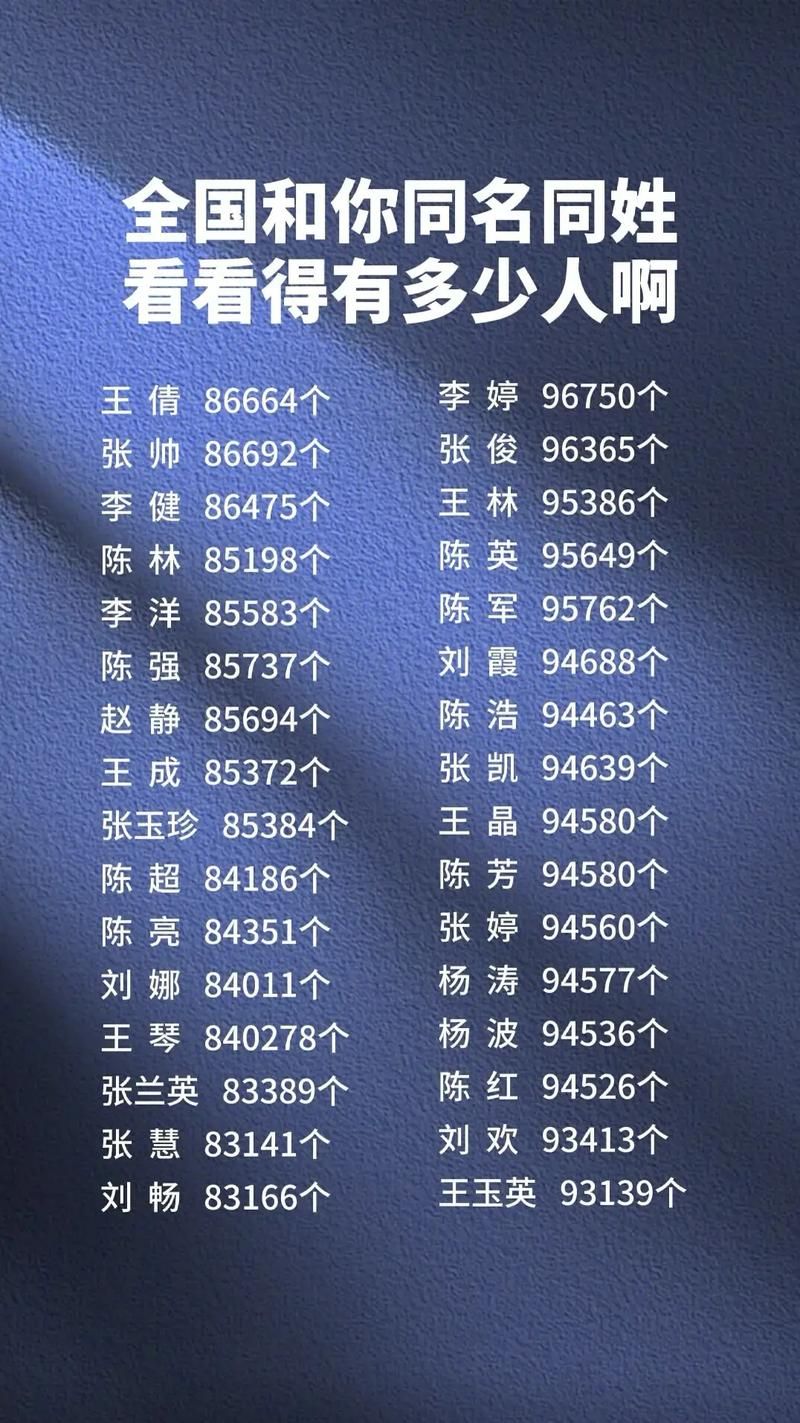 全国和你同名同姓
看看得有多少人啊
王 倩 86664个
张 帅 86692个
李 健 86475个
陈 林 85198个
李 洋 85583个
陈 强 85737个
赵 静 85694个
王 成 85372个
张玉珍 85384个
陈 超 84186个
陈 亮 84351个
刘 娜 84011个
王 琴 840278个
张兰英 83389个
张 慧 83141个
刘 畅 83166个
李 婷 96750个
张 俊 96365个
王 林 95386个
陈 英 95649个
陈 军 95762个
刘 霞 94688个
陈 浩 94463个
张 凯 94639个
王 晶 94580个
陈 芳 94580个
张 婷 94560个
杨 涛 94577个
杨 波 94536个
陈 红 94526个
刘 欢 93413个
王玉英 93139个